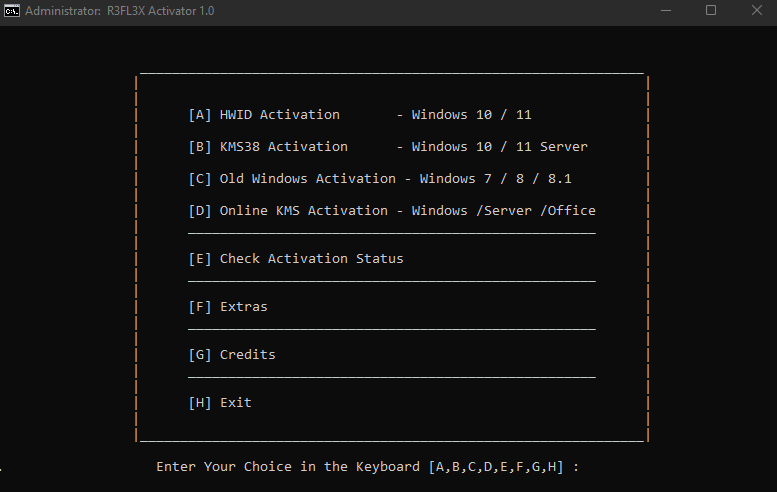 Administrator: R3FL3X Activator 1.0
[A] HWID Activation - Windows 10 / 11
[B] KMS38 Activation - Windows 10 / 11 Server
[C] Old Windows Activation - Windows 7 / 8 / 8.1
[D] Online KMS Activation - Windows /Server /Office
[E] Check Activation Status
[F] Extras
[G] Credits
[H] Exit
. Enter Your Choice in the Keyboard [A,B,C,D,E,F,G,H] :